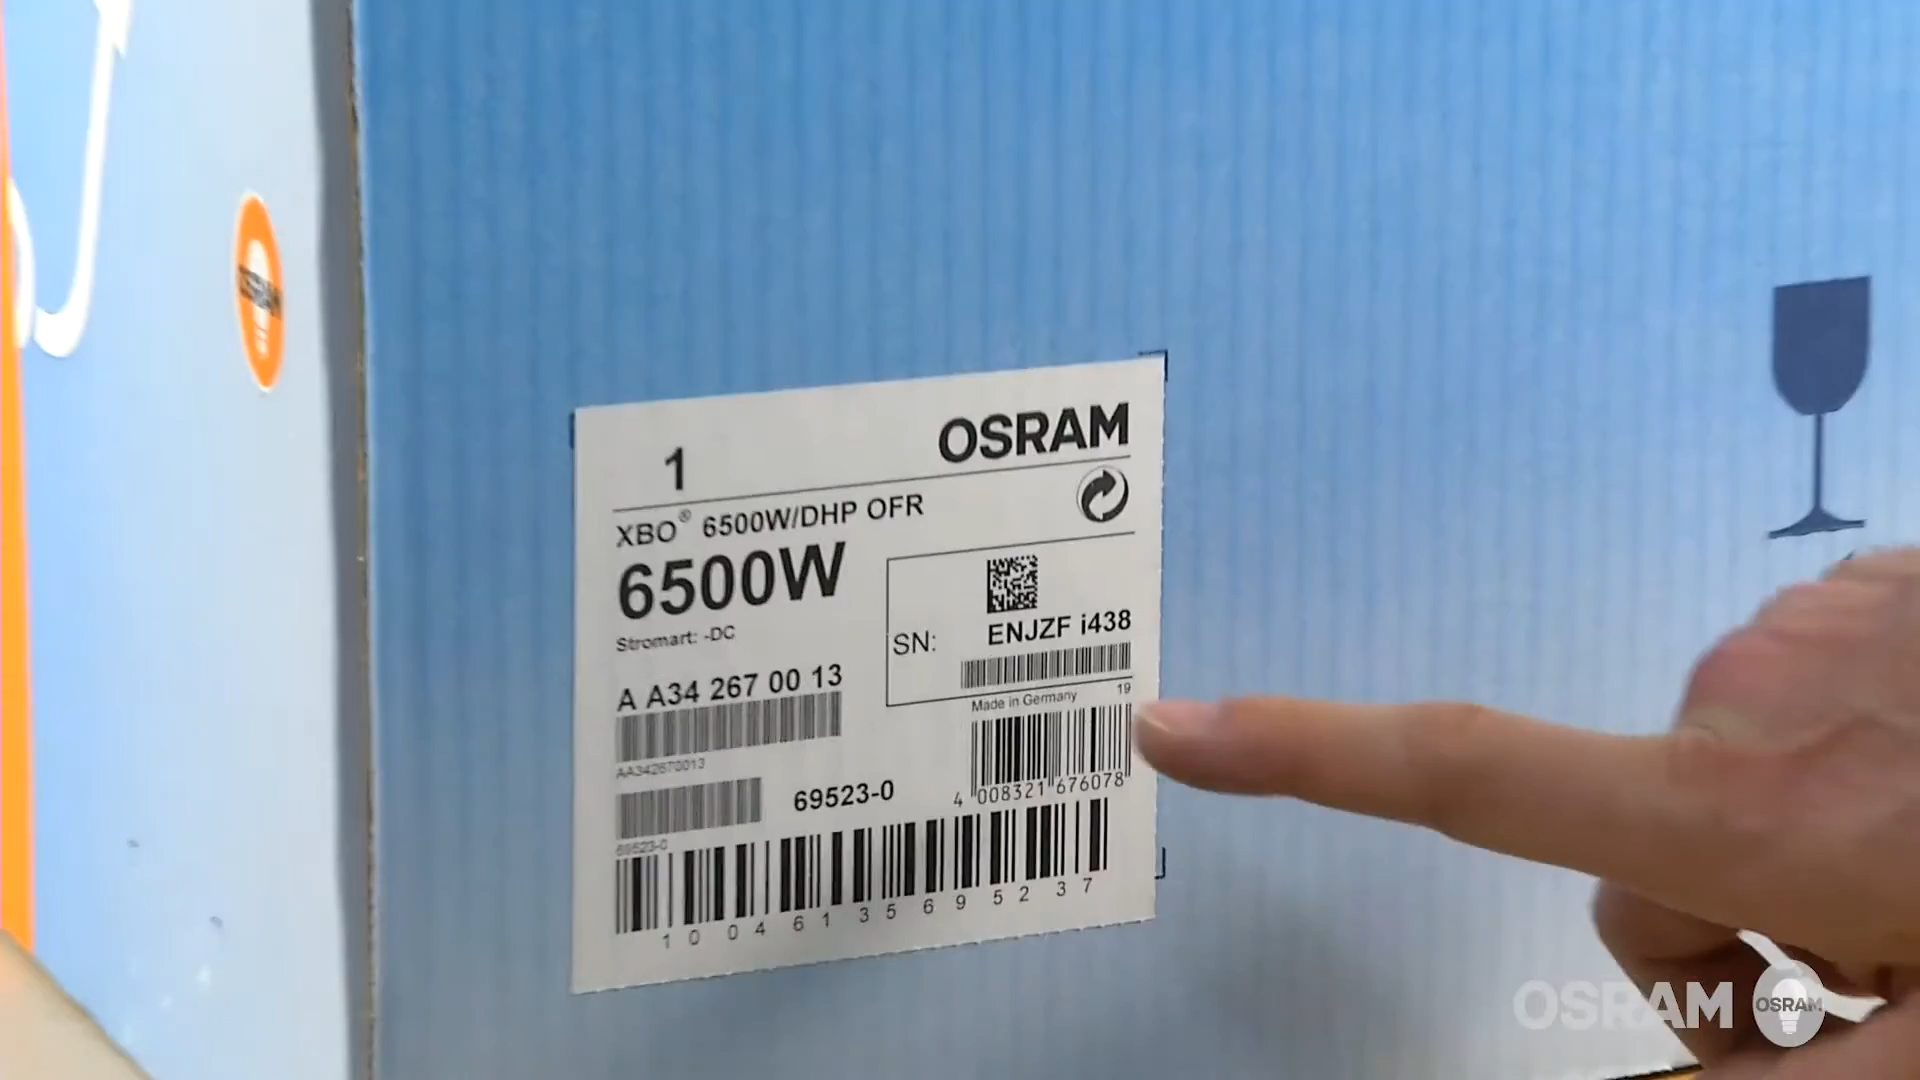 OSRAM
1
OSRAM
XBO® 6500W/DHP OFR
6500W
Stromart: -DC
SN: ENJZF i438
A A34 267 00 13
AA342670013
Made in Germany 19
4 008321 676078
69523-0
69523-0
1 0 0 4 6 1 3 5 6 9 5 2 3 7
OSRAM OSRAM